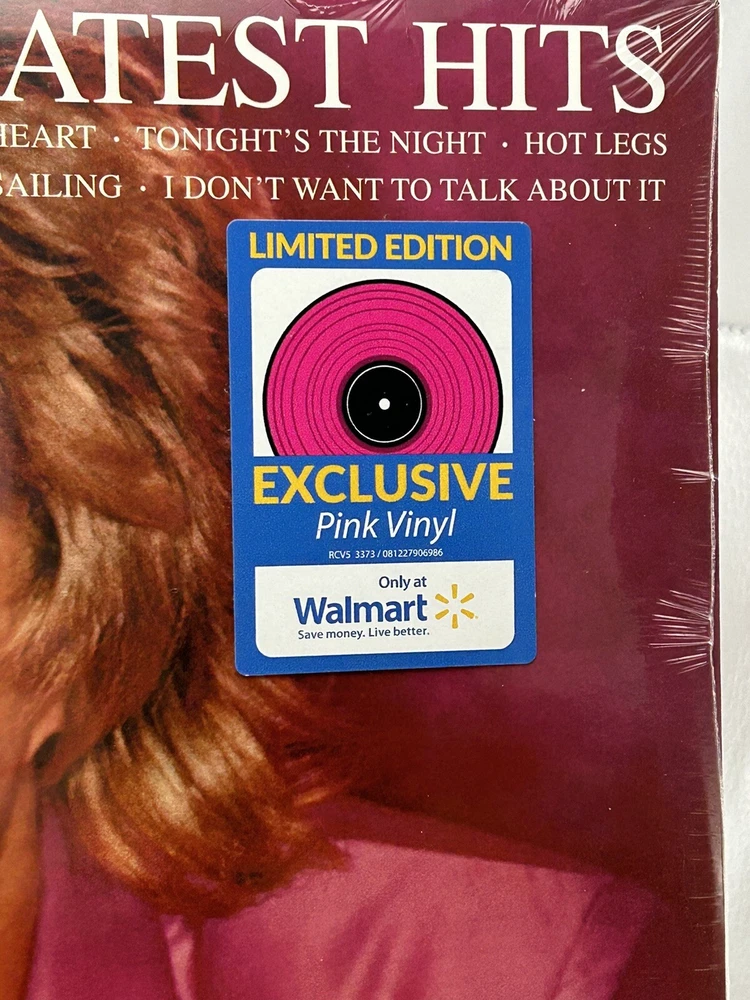 ATEST HITS
HEART · TONIGHT'S THE NIGHT · HOT LEGS
SAILING · I DON'T WANT TO TALK ABOUT IT
LIMITED EDITION
EXCLUSIVE
Pink Vinyl
RCV5 3373 / 081227906986
Only at
Walmart
Save money. Live better.